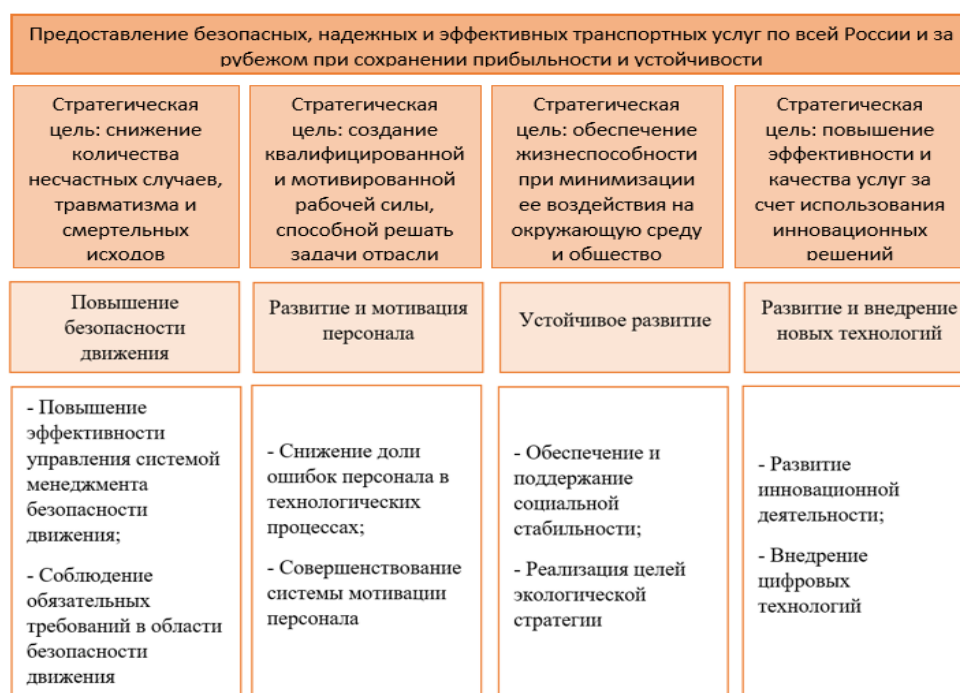 Предоставление безопасных, надежных и эффективных транспортных услуг по всей России и за
рубежом при сохранении прибыльности и устойчивости
Стратегическая
цель: снижение
количества
несчастных случаев,
травматизма и
смертельных
исходов
Стратегическая
цель: создание
квалифицированной
и мотивированной
рабочей силы,
способной решать
задачи отрасли
Стратегическая
цель: обеспечение
жизнеспособности
при минимизации
ее воздействия на
окружающую среду
и общество
Стратегическая
цель: повышение
эффективности и
качества услуг за
счет использования
инновационных
решений
Повышение
безопасности
движения
Развитие и мотивация
персонала
Устойчивое развитие
Развитие и внедрение
новых технологий
- Повышение
эффективности
управления системой
менеджмента
безопасности
движения;
- Соблюдение
обязательных
требований в области
безопасности
движения
- Снижение доли
ошибок персонала в
технологических
процессах;
- Совершенствование
системы мотивации
персонала
- Обеспечение и
поддержание
социальной
стабильности;
- Реализация целей
экологической
стратегии
- Развитие
инновационной
деятельности;
- Внедрение
цифровых
технологий